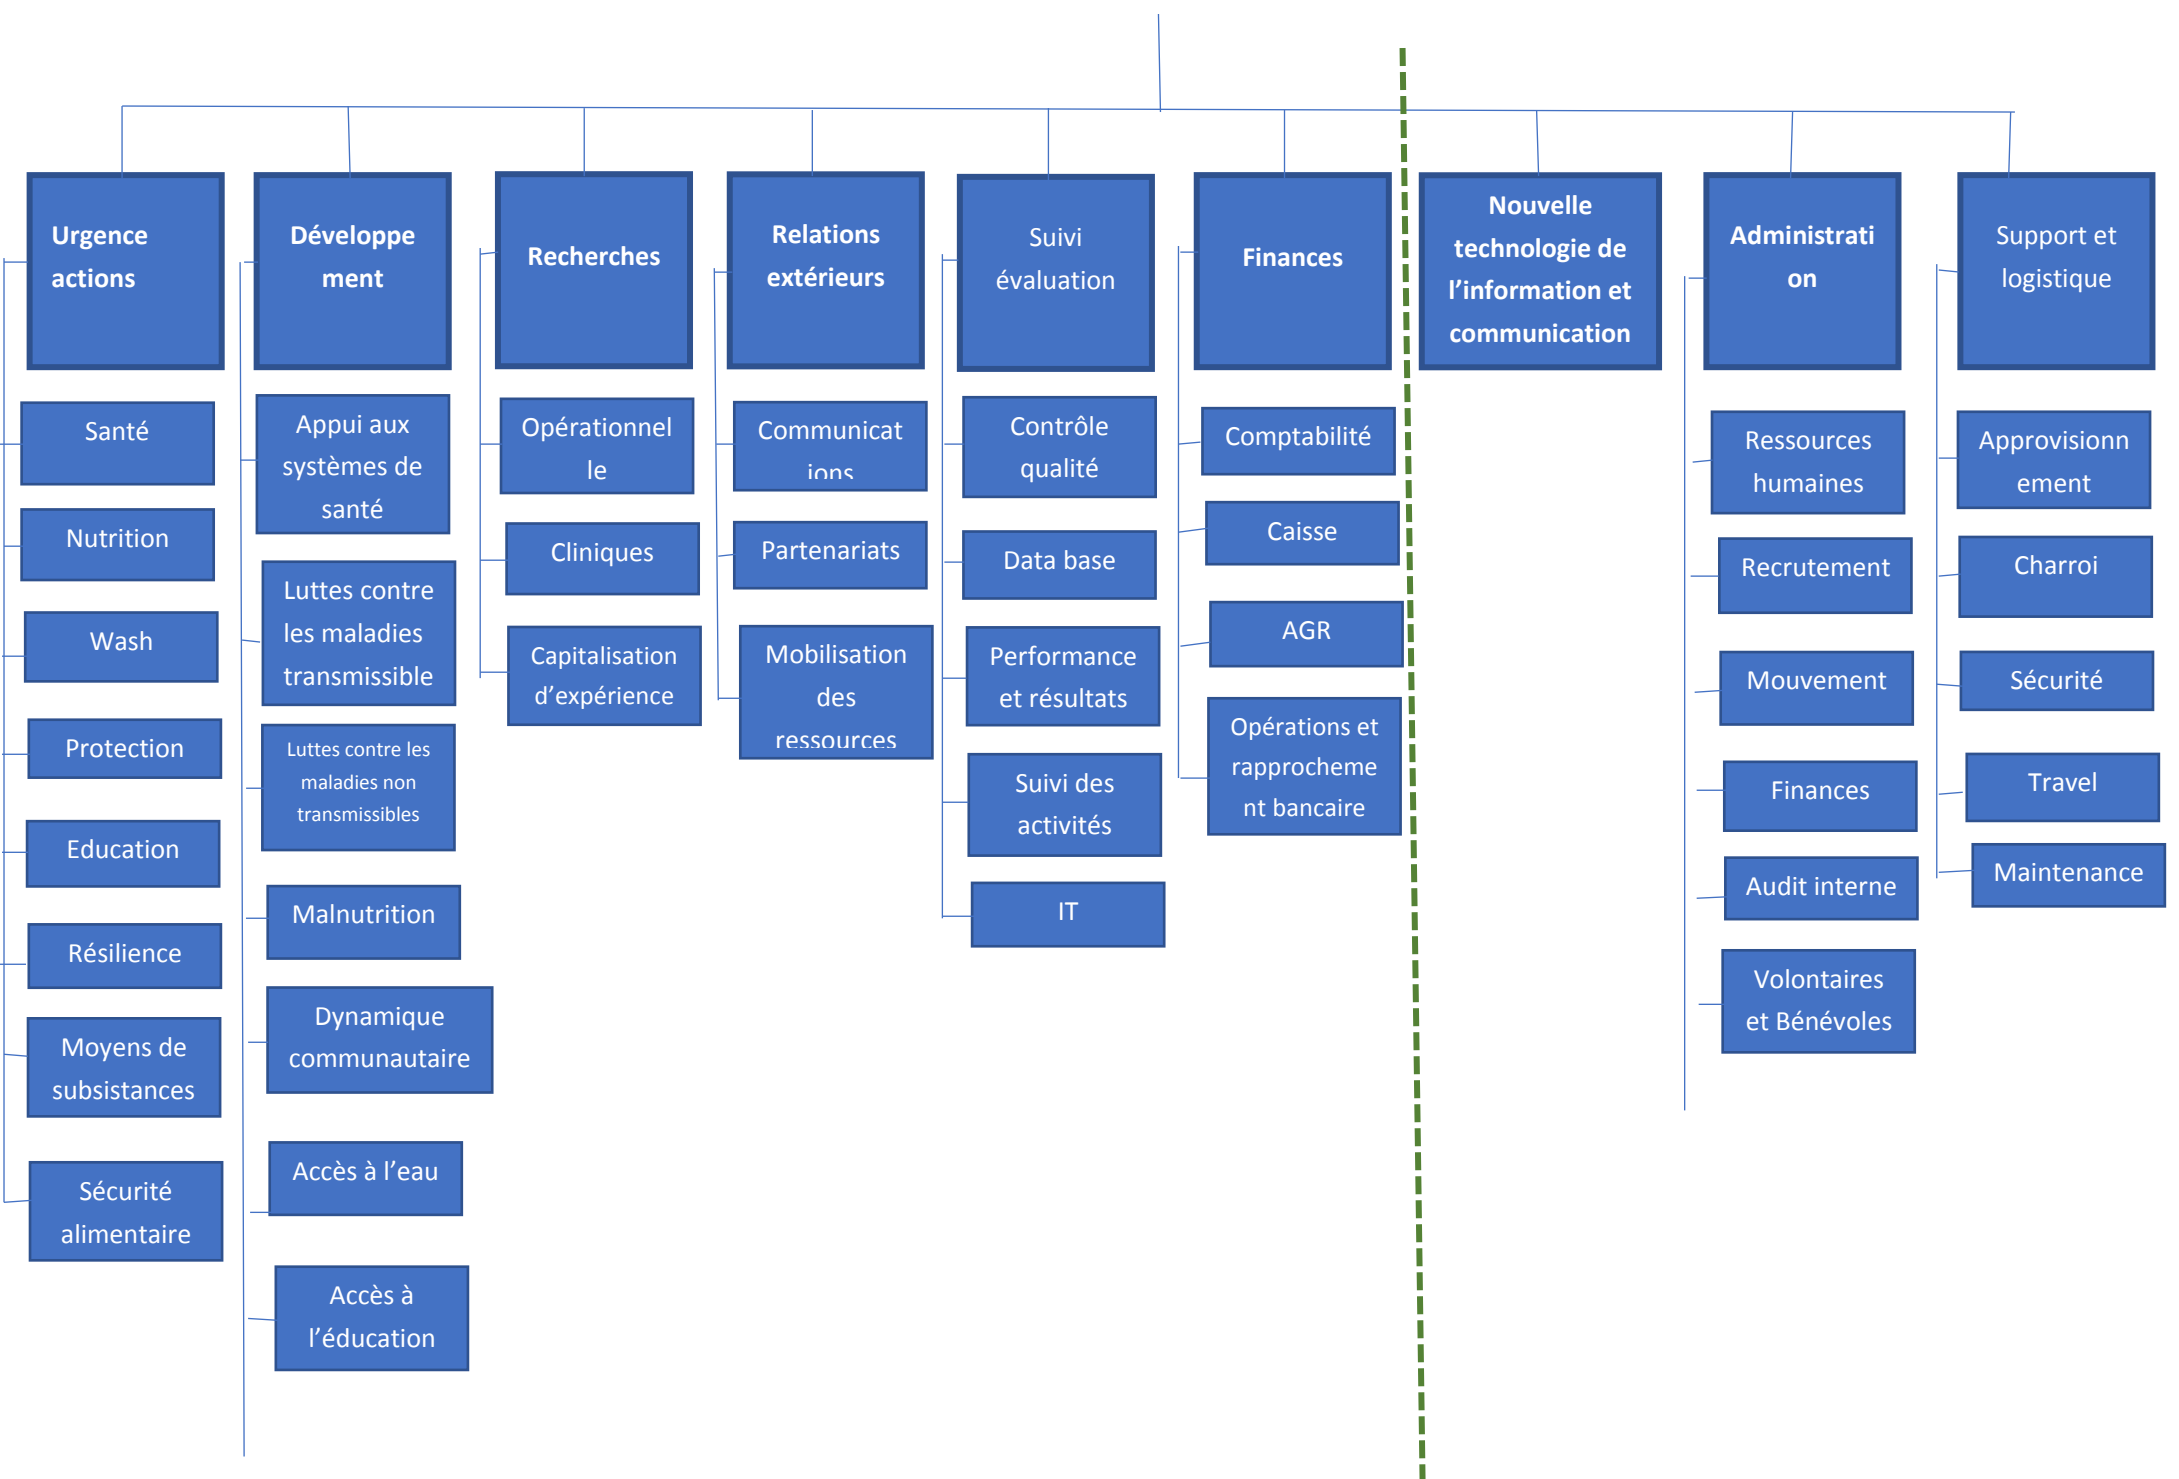 Urgence
actions
Développe
ment
Recherches
Relations
extérieurs
Suivi
évaluation
Finances
Nouvelle
technologie de
l’information et
communication
Administrati
on
Support et
logistique
Santé
Nutrition
Wash
Protection
Education
Résilience
Moyens de
subsistances
Sécurité
alimentaire
Appui aux
systèmes de
santé
Luttes contre
les maladies
transmissible
Luttes contre les
maladies non
transmissibles
Malnutrition
Dynamique
communautaire
Accès à l’eau
Accès à
l’éducation
Opérationnel
le
Cliniques
Capitalisation
d’expérience
Communicat
ions
Partenariats
Mobilisation
des
ressources
Contrôle
qualité
Data base
Performance
et résultats
Suivi des
activités
IT
Comptabilité
Caisse
AGR
Opérations et
rapprocheme
nt bancaire
Ressources
humaines
Recrutement
Mouvement
Finances
Audit interne
Volontaires
et Bénévoles
Approvisionn
ement
Charroi
Sécurité
Travel
Maintenance